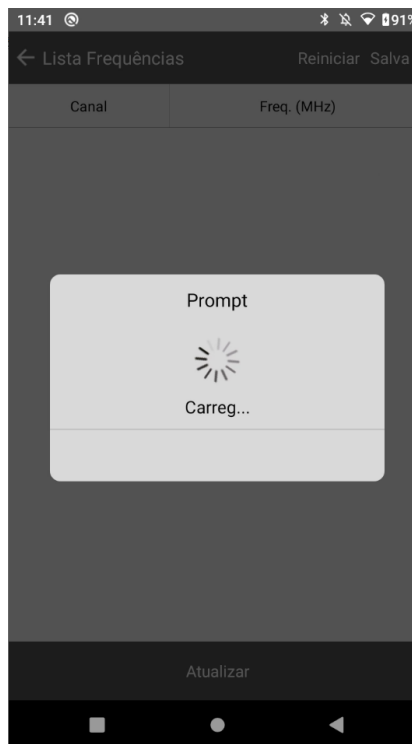 11:41 91%
Lista Frequências Reiniciar Salva
Canal Freq. (MHz)
Prompt
Carreg...
Atualizar